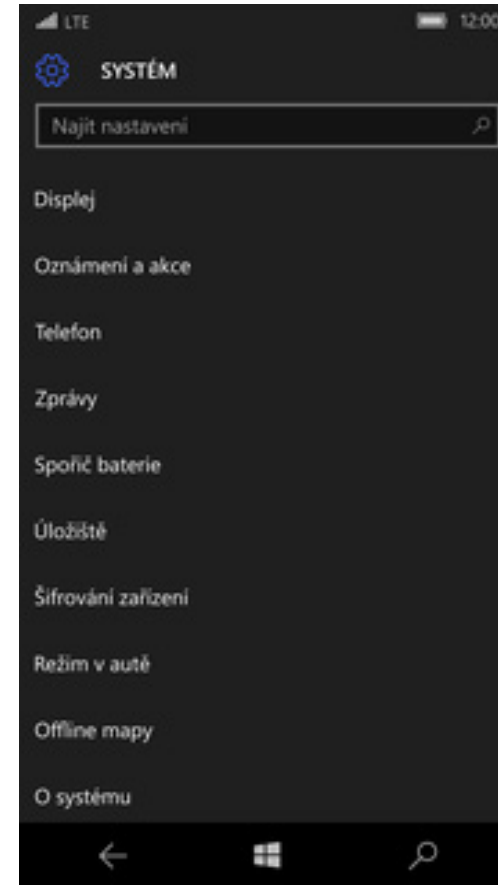 LTE 12:00
SYSTÉM
Najít nastavení
Displej
Oznámení a akce
Telefon
Zprávy
Spořič baterie
Úložiště
Šifrování zařízení
Režim v autě
Offline mapy
O systému